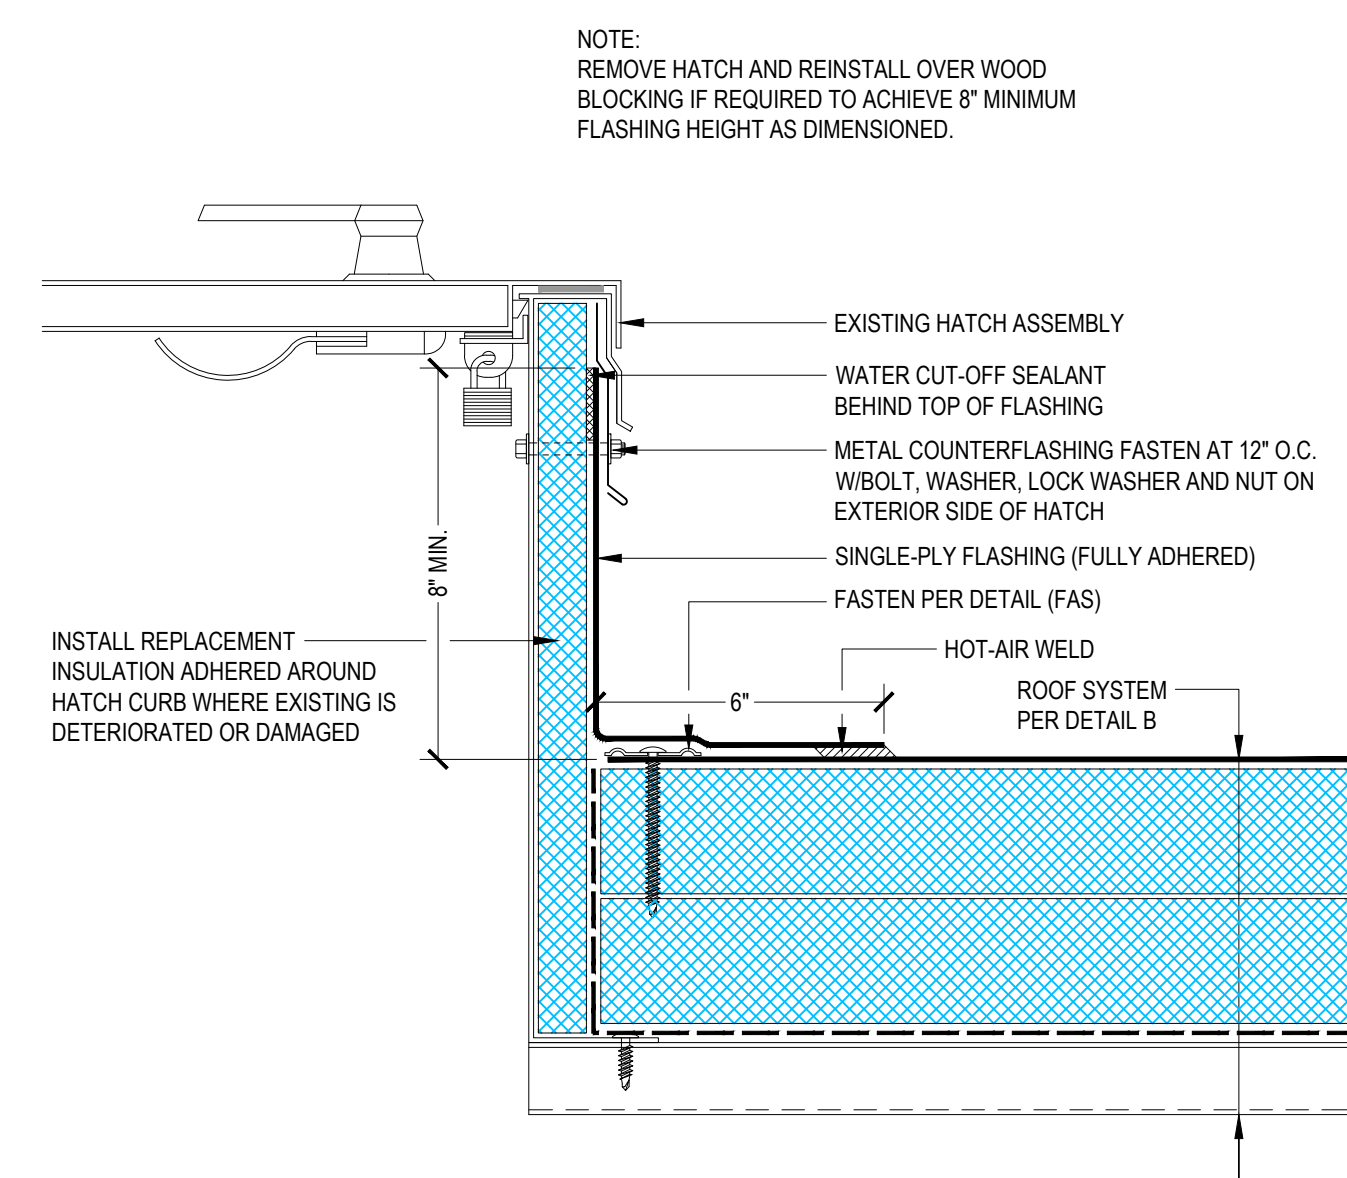 NOTE:
REMOVE HATCH AND REINSTALL OVER WOOD
BLOCKING IF REQUIRED TO ACHIEVE 8" MINIMUM
FLASHING HEIGHT AS DIMENSIONED.
EXISTING HATCH ASSEMBLY
WATER CUT-OFF SEALANT
BEHIND TOP OF FLASHING
METAL COUNTERFLASHING FASTEN AT 12" O.C.
W/BOLT, WASHER, LOCK WASHER AND NUT ON
EXTERIOR SIDE OF HATCH
SINGLE-PLY FLASHING (FULLY ADHERED)
FASTEN PER DETAIL (FAS)
HOT-AIR WELD
ROOF SYSTEM
PER DETAIL B
6"
8" MIN.
INSTALL REPLACEMENT
INSULATION ADHERED AROUND
HATCH CURB WHERE EXISTING IS
DETERIORATED OR DAMAGED